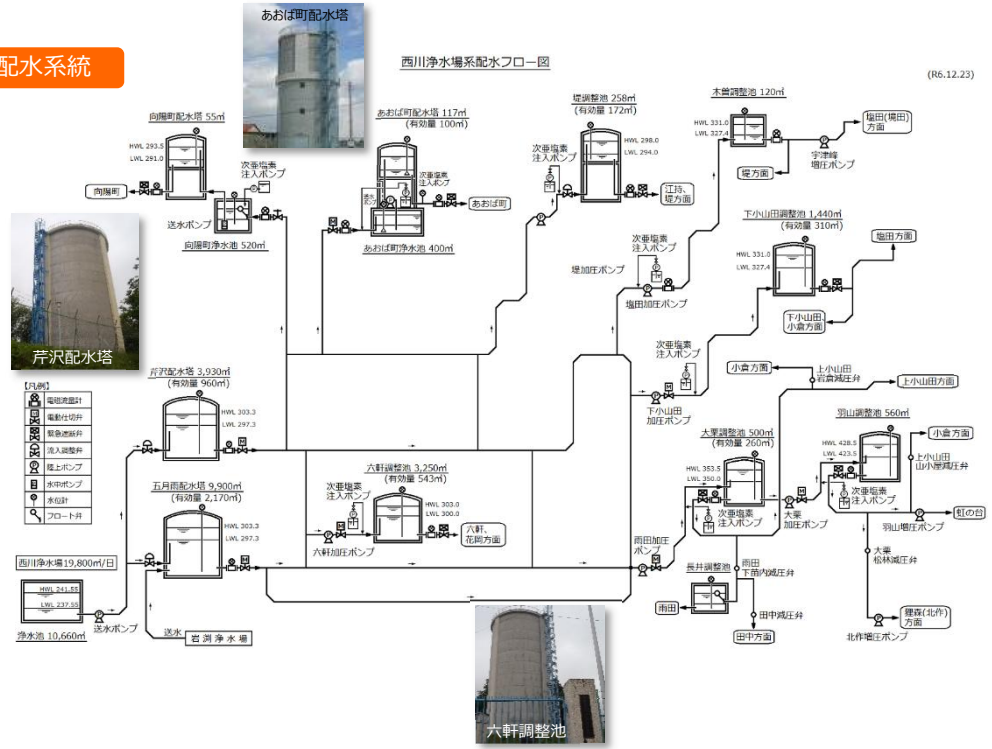 配水系統
あおば町配水塔
西川浄水場系配水フロー図
(R6.12.23)
向陽町配水塔 55㎥
HWL 293.5
LWL 291.0
向陽町
送水ポンプ
次亜塩素
注入ポンプ
向陽町浄水池 520㎥
あおば町配水塔 117㎥
(有効量 100㎥)
次亜塩素
注入ポンプ
送水
ポンプ
あおば町
あおば町浄水池 400㎥
堤調整池 258㎥
(有効量 172㎥)
次亜塩素
注入ポンプ
HWL 298.0
LWL 294.0
江持、
堤方面
堤加圧ポンプ
木曽調整池 120㎥
HWL 331.0
LWL 327.4
塩田(境田)
方面
宇津峰
増圧ポンプ
堤方面
次亜塩素
注入ポンプ
塩田加圧ポンプ
下小山田調整池 1,440㎥
(有効量 310㎥)
HWL 331.0
LWL 327.4
塩田方面
下小山田、
小倉方面
次亜塩素
注入ポンプ
下小山田
加圧ポンプ
芹沢配水塔
【凡例】
電磁流量計
電動仕切弁
緊急遮断弁
流入調整弁
陸上ポンプ
水中ポンプ
水位計
フロート弁
芹沢配水塔 3,930㎥
(有効量 960㎥)
HWL 303.3
LWL 297.3
五月雨配水塔 9,900㎥
(有効量 2,170㎥)
HWL 303.3
LWL 297.3
六軒調整池 3,250㎥
(有効量 543㎥)
次亜塩素
注入ポンプ
HWL 303.0
LWL 300.0
六軒、
花岡方面
六軒加圧ポンプ
小倉方面
上小山田
岩倉減圧弁
上小山田方面
大栗調整池 500㎥
(有効量 260㎥)
HWL 353.5
LWL 350.0
次亜塩素
注入ポンプ
大栗
加圧ポンプ
羽山調整池 560㎥
HWL 428.5
LWL 423.5
次亜塩素
注入ポンプ
小倉方面
上小山田
山小屋減圧弁
虹の台
羽山増圧ポンプ
大栗
松林減圧弁
狸森(北作)
方面
北作増圧ポンプ
雨田加圧
ポンプ
長井調整池
雨田
雨田
下苗内減圧弁
田中減圧弁
田中方面
西川浄水場19,800㎥/日
HWL 241.55
LWL 237.55
浄水池 10,660㎥
送水ポンプ
送水
岩渕浄水場
六軒調整池